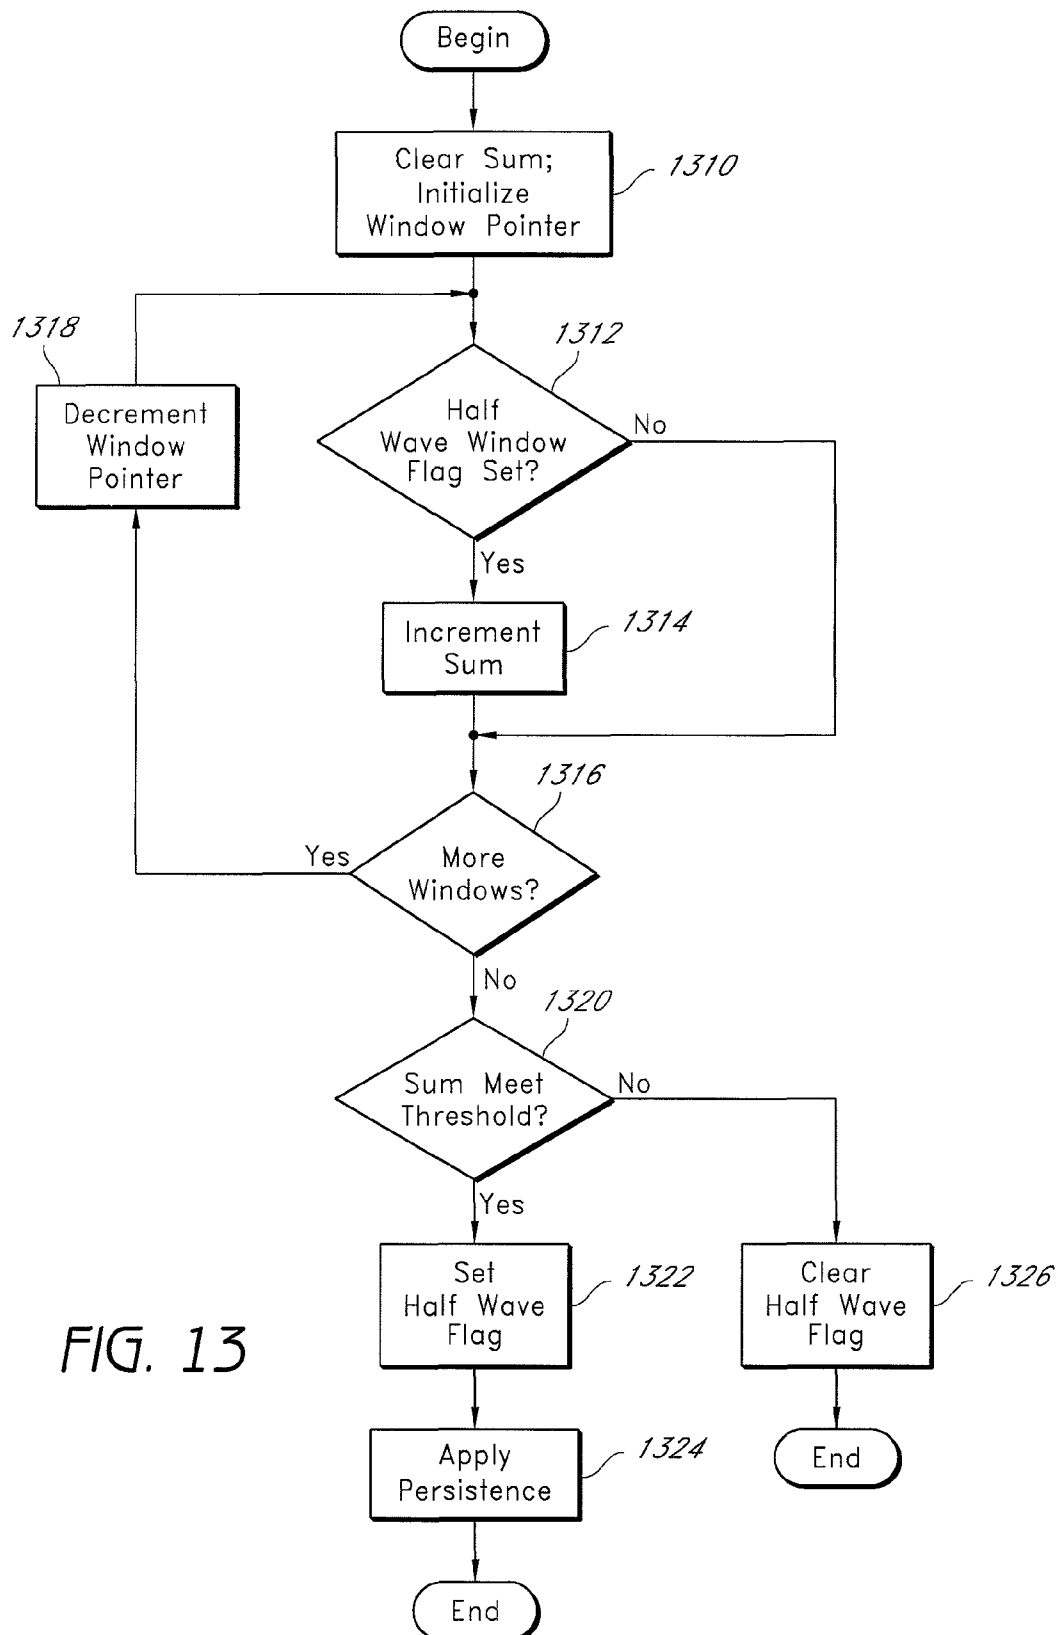 Begin
Clear Sum;
Initialize
Window Pointer
1310
1318
Decrement
Window
Pointer
1312
Half
Wave Window
Flag Set?
No
Yes
Increment
Sum
1314
1316
More
Windows?
Yes
No
1320
Sum Meet
Threshold?
No
Yes
Set
Half Wave
Flag
1322
Clear
Half Wave
Flag
1326
FIG. 13
Apply
Persistence
1324
End
End